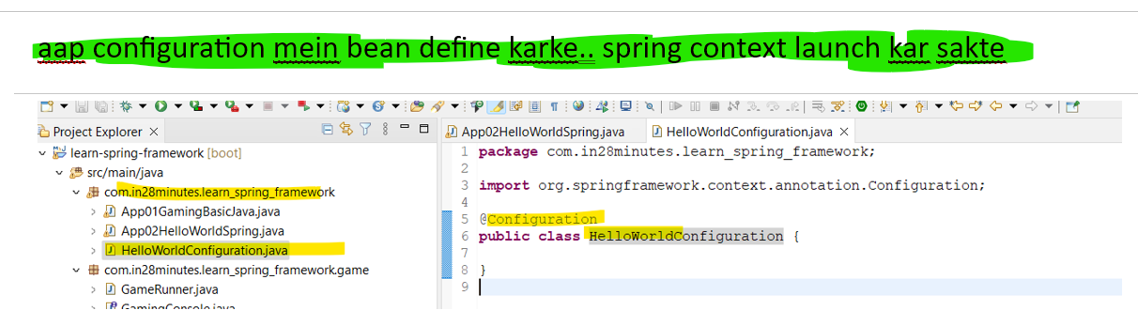 aap configuration mein bean define karke.. spring context launch kar sakte
Project Explorer
learn-spring-framework [boot]
src/main/java
com.in28minutes.learn_spring_framework
App01GamingBasicJava.java
App02HelloWorldSpring.java
HelloWorldConfiguration.java
com.in28minutes.learn_spring_framework.game
GameRunner.java
GamingConsole.java
App02HelloWorldSpring.java HelloWorldConfiguration.java
1 package com.in28minutes.learn_spring_framework;
2
3 import org.springframework.context.annotation.Configuration;
4
5 @Configuration
6 public class HelloWorldConfiguration {
7
8 }
9